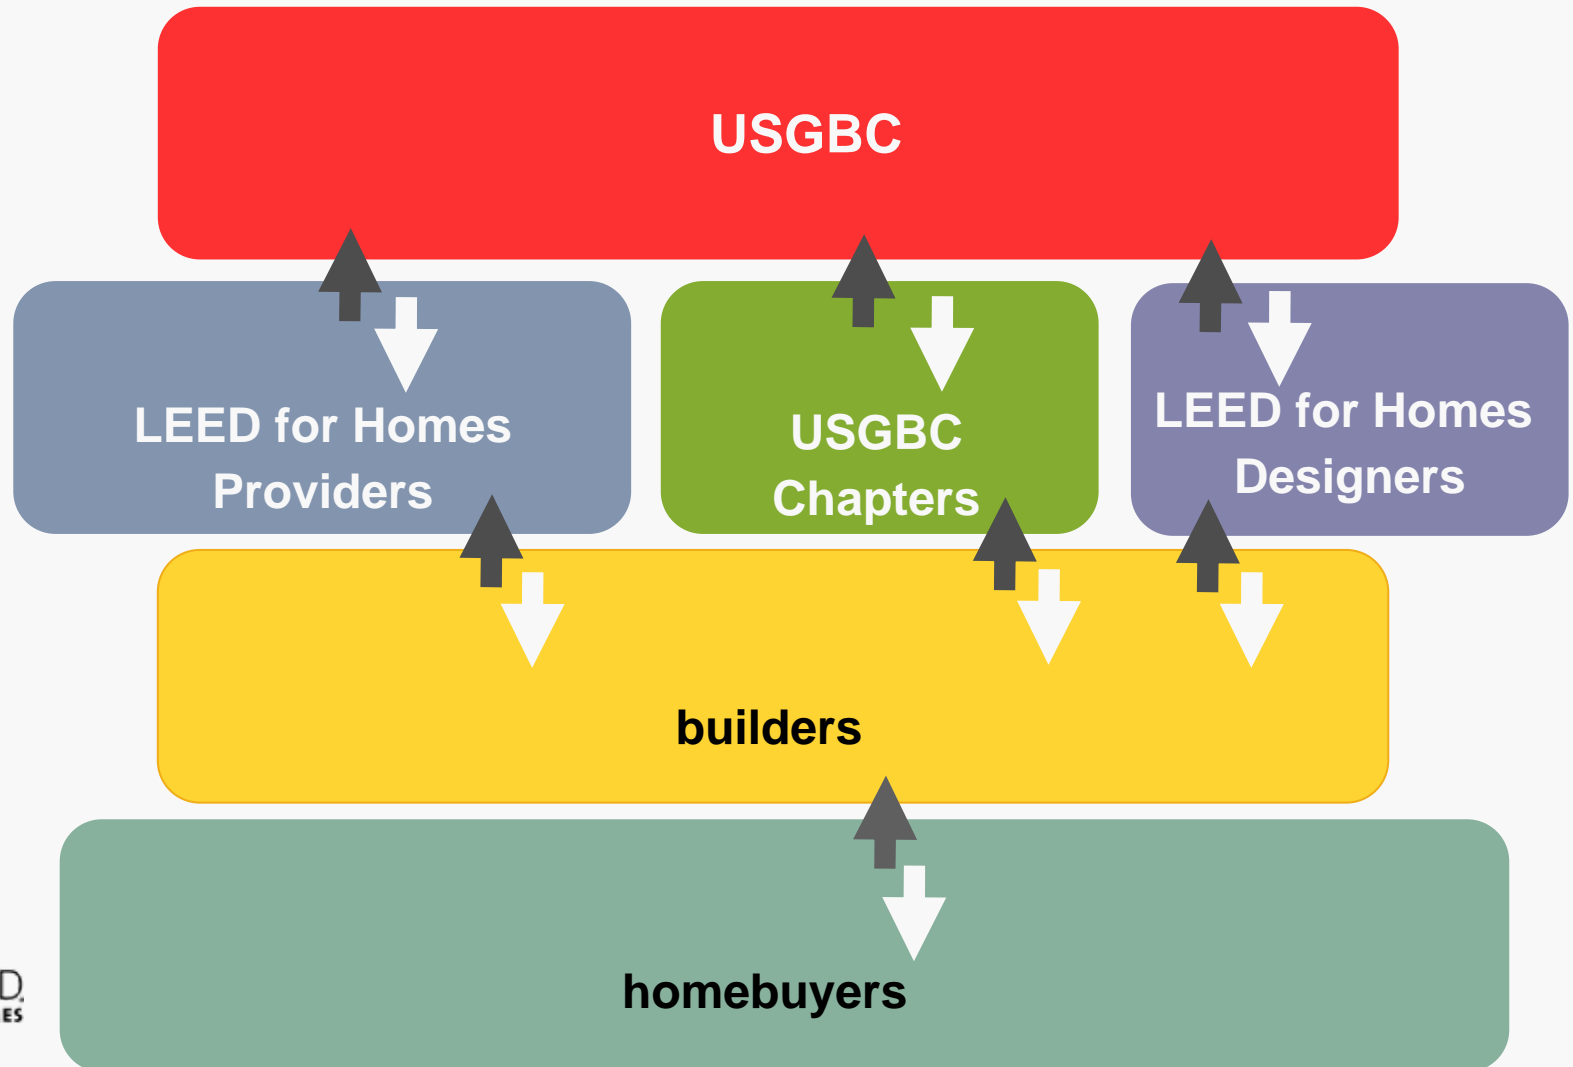 USGBC
LEED for Homes
Providers
USGBC
Chapters
LEED for Homes
Designers
builders
homebuyers